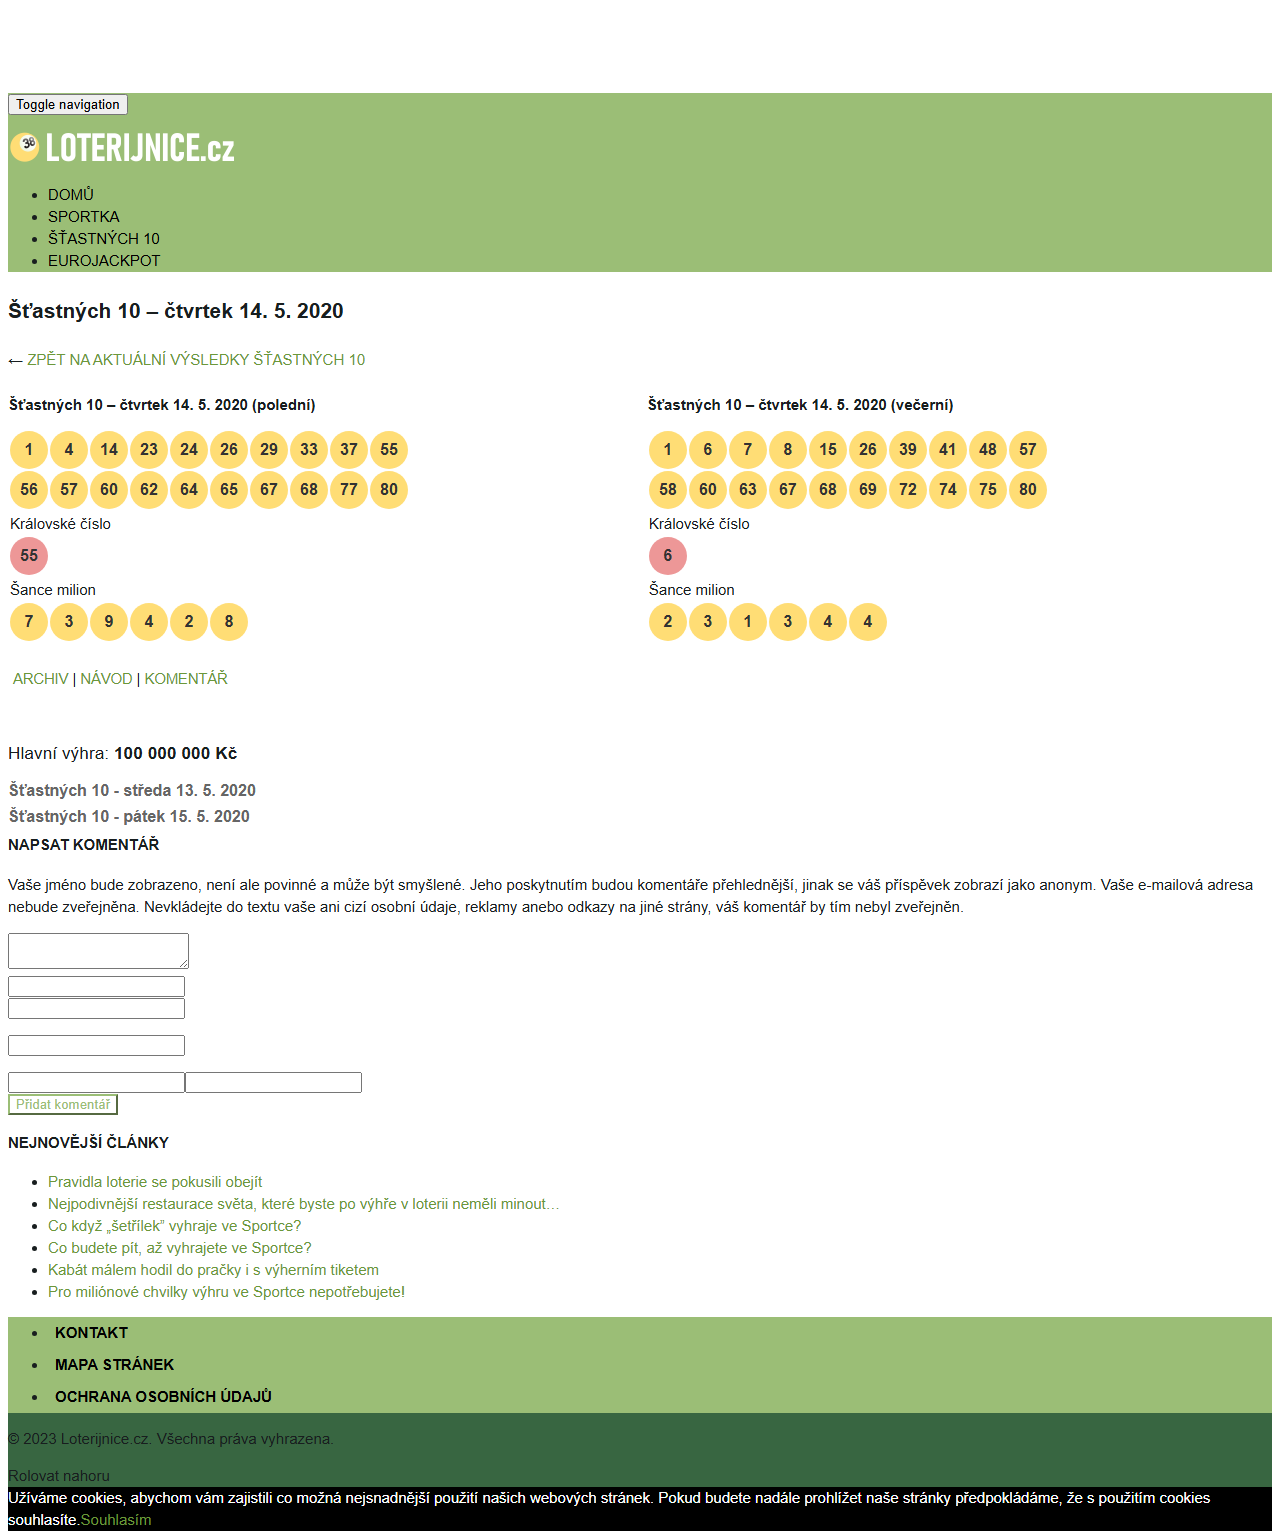 Toggle navigation
38 LOTERIJNICE.cz
DOMŮ
SPORTKA
ŠŤASTNÝCH 10
EUROJACKPOT
Šťastných 10 – čtvrtek 14. 5. 2020
← ZPĚT NA AKTUÁLNÍ VÝSLEDKY ŠŤASTNÝCH 10
Šťastných 10 – čtvrtek 14. 5. 2020 (polední)
1 4 14 23 24 26 29 33 37 55
56 57 60 62 64 65 67 68 77 80
Královské číslo
55
Šance milion
7 3 9 4 2 8
Šťastných 10 – čtvrtek 14. 5. 2020 (večerní)
1 6 7 8 15 26 39 41 48 57
58 60 63 67 68 69 72 74 75 80
Královské číslo
6
Šance milion
2 3 1 3 4 4
ARCHIV | NÁVOD | KOMENTÁŘ
Hlavní výhra: 100 000 000 Kč
Šťastných 10 - středa 13. 5. 2020
Šťastných 10 - pátek 15. 5. 2020
NAPSAT KOMENTÁŘ
Vaše jméno bude zobrazeno, není ale povinné a může být smyšlené. Jeho poskytnutím budou komentáře přehlednější, jinak se váš příspěvek zobrazí jako anonym. Vaše e-mailová adresa
nebude zveřejněna. Nevkládejte do textu vaše ani cizí osobní údaje, reklamy anebo odkazy na jiné strány, váš komentář by tím nebyl zveřejněn.
Přidat komentář
NEJNOVĚJŠÍ ČLÁNKY
Pravidla loterie se pokusili obejít
Nejpodivnější restaurace světa, které byste po výhře v loterii neměli minout…
Co když „šetřílek” vyhraje ve Sportce?
Co budete pít, až vyhrajete ve Sportce?
Kabát málem hodil do pračky i s výherním tiketem
Pro miliónové chvilky výhru ve Sportce nepotřebujete!
KONTAKT
MAPA STRÁNEK
OCHRANA OSOBNÍCH ÚDAJŮ
© 2023 Loterijnice.cz. Všechna práva vyhrazena.
Rolovat nahoru
Užíváme cookies, abychom vám zajistili co možná nejsnadnější použití našich webových stránek. Pokud budete nadále prohlížet naše stránky předpokládáme, že s použitím cookies
souhlasíte.Souhlasím